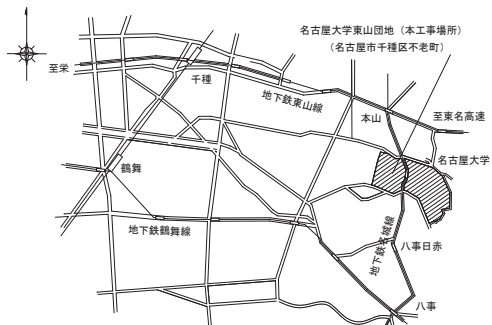 名古屋大学東山団地（本工事場所）
（名古屋市千種区不老町）
至栄
千種
地下鉄東山線
本山
至東名高速
名古屋大学
鶴舞
地下鉄鶴舞線
地下鉄名城線
八事日赤
八事